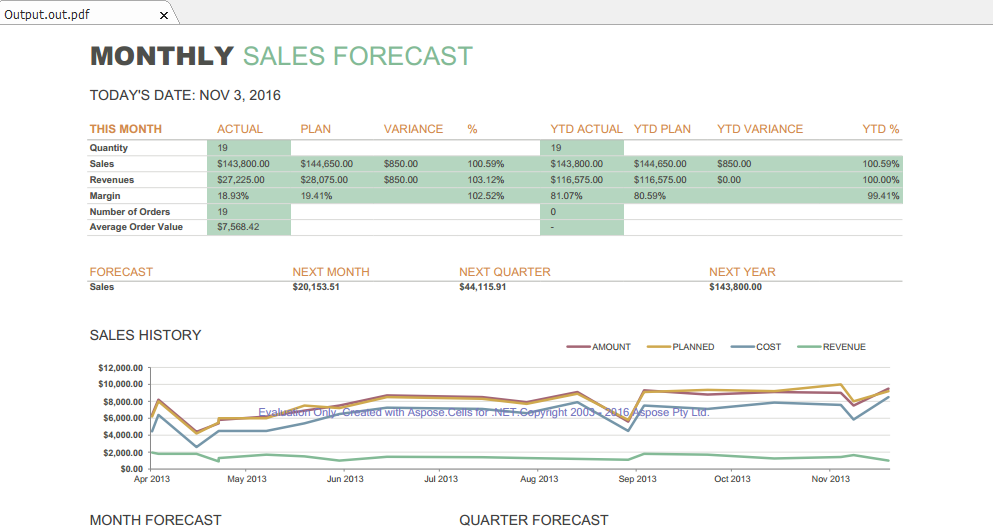 Output.out.pdf
MONTHLY SALES FORECAST
TODAY'S DATE: NOV 3, 2016
THIS MONTH ACTUAL PLAN VARIANCE % YTD ACTUAL YTD PLAN YTD VARIANCE YTD %
Quantity 19 19
Sales $143,800.00 $144,650.00 $850.00 100.59% $143,800.00 $144,650.00 $850.00 100.59%
Revenues $27,225.00 $28,075.00 $850.00 103.12% $116,575.00 $116,575.00 $0.00 100.00%
Margin 18.93% 19.41% 102.52% 81.07% 80.59% 99.41%
Number of Orders 19 0
Average Order Value $7,568.42 -
FORECAST NEXT MONTH NEXT QUARTER NEXT YEAR
Sales $20,153.51 $44,115.91 $143,800.00
SALES HISTORY
AMOUNT PLANNED COST REVENUE
$12,000.00
$10,000.00
$8,000.00
Evaluation Only. Created with Aspose.Cells for .NET.Copyright 2003 - 2016 Aspose Pty Ltd.
$6,000.00
$4,000.00
$2,000.00
$0.00
Apr 2013 May 2013 Jun 2013 Jul 2013 Aug 2013 Sep 2013 Oct 2013 Nov 2013
MONTH FORECAST QUARTER FORECAST